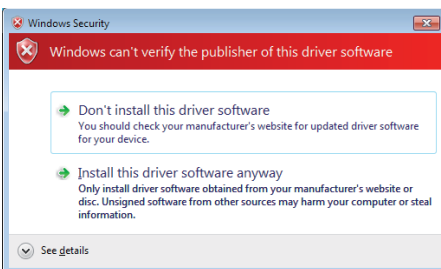 Windows Security
Windows can't verify the publisher of this driver software
Don't install this driver software
You should check your manufacturer's website for updated driver software
for your device.
Install this driver software anyway
Only install driver software obtained from your manufacturer's website or
disc. Unsigned software from other sources may harm your computer or steal
information.
See details